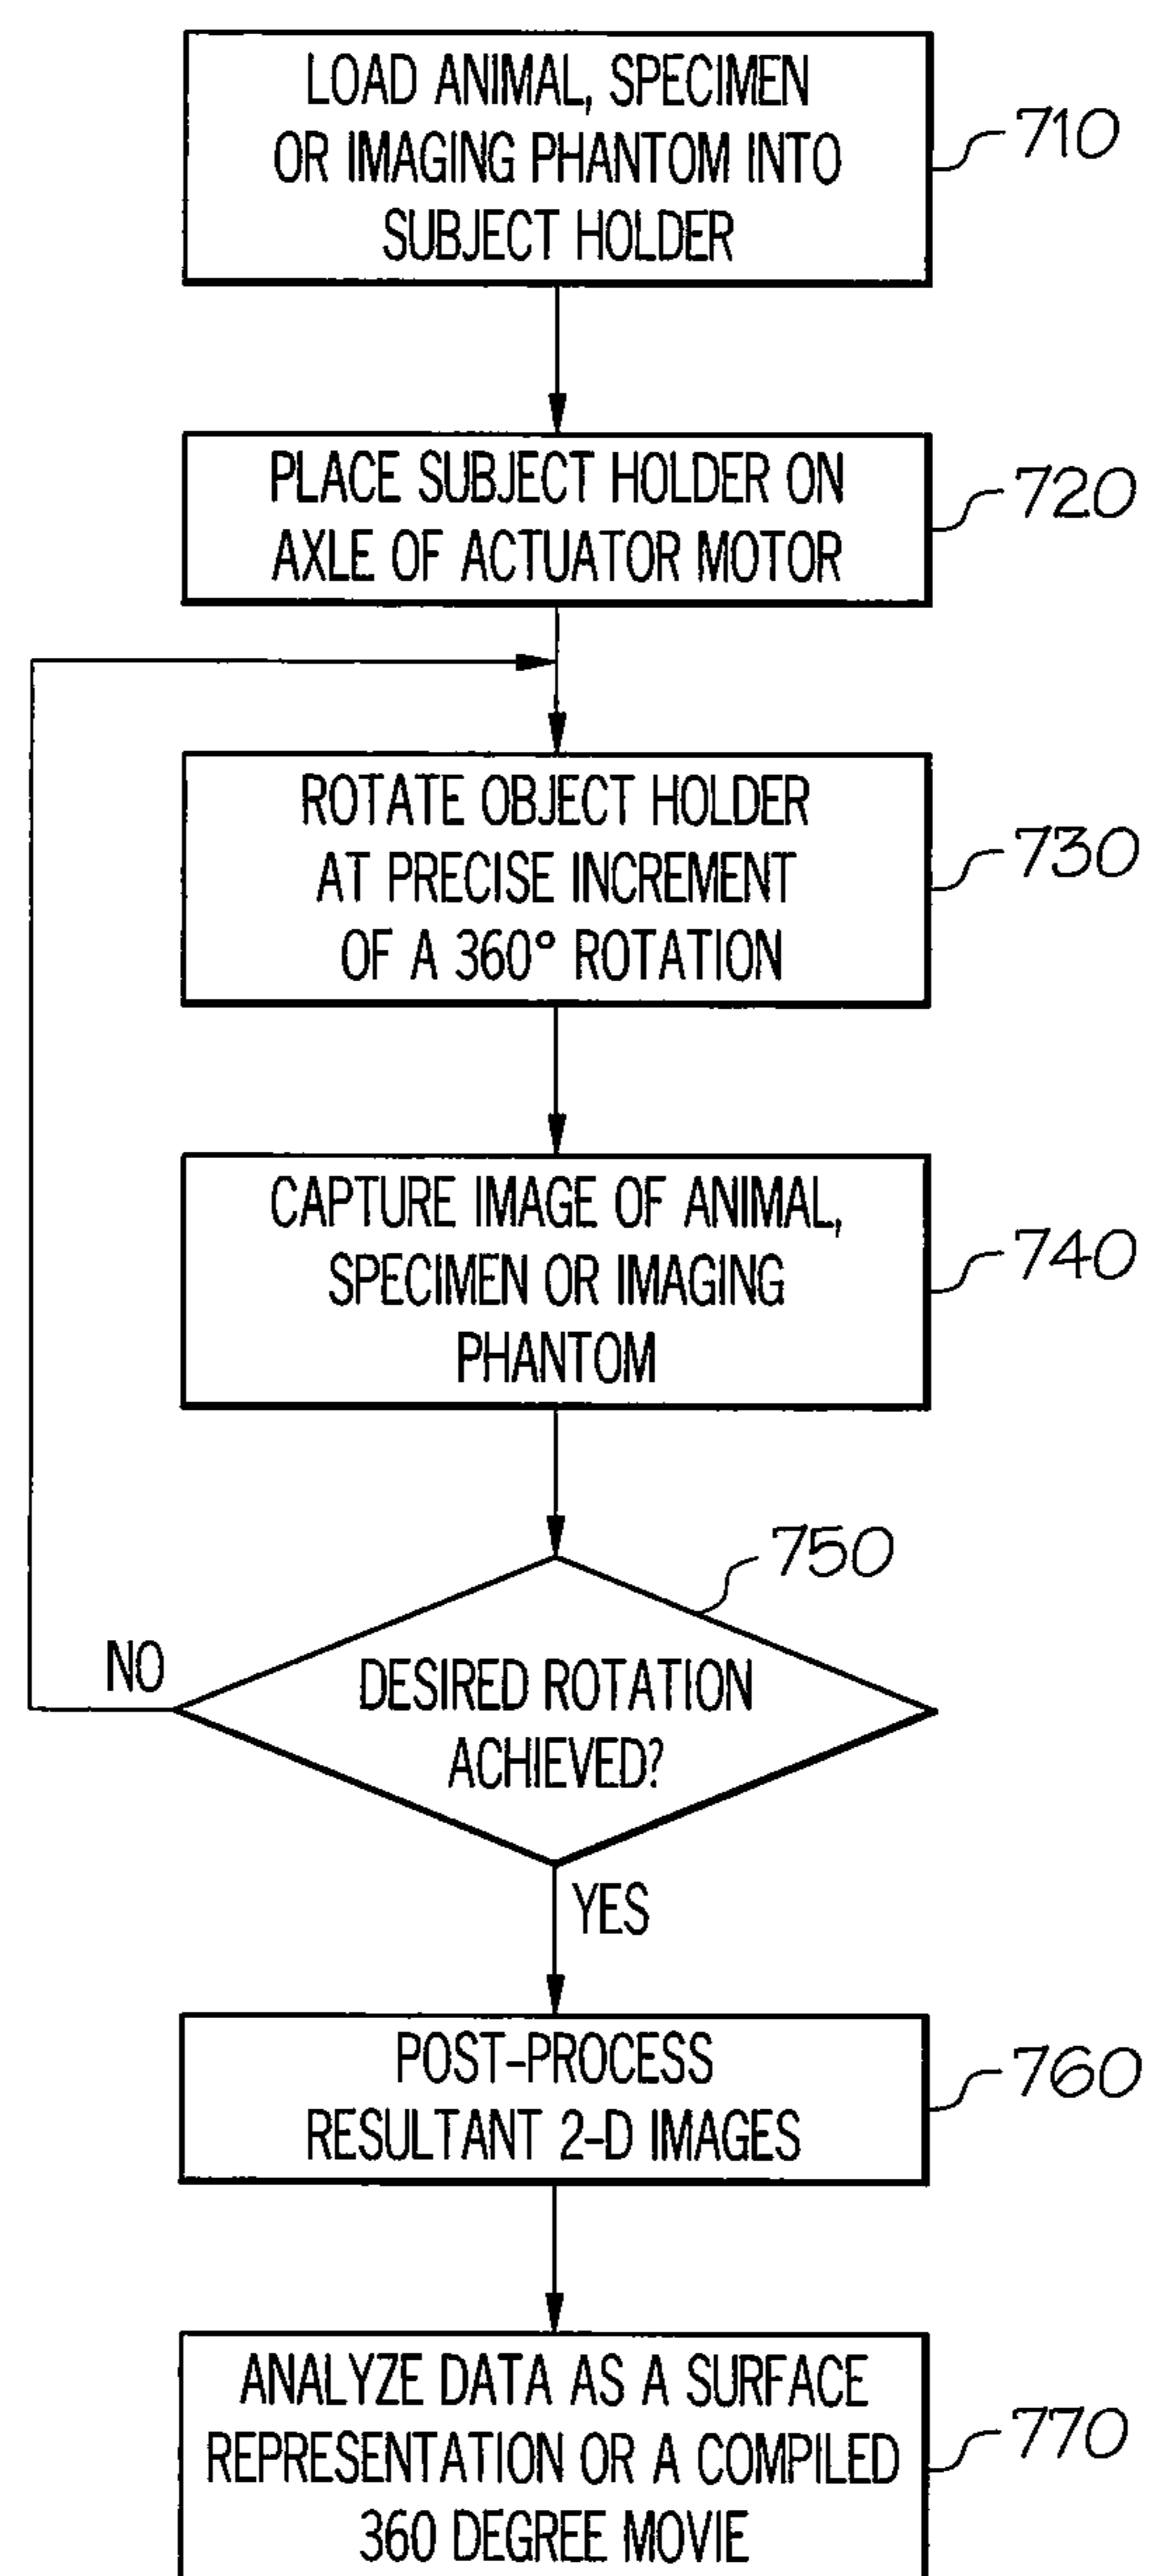 LOAD ANIMAL, SPECIMEN
OR IMAGING PHANTOM INTO
SUBJECT HOLDER
710
PLACE SUBJECT HOLDER ON
AXLE OF ACTUATOR MOTOR
720
ROTATE OBJECT HOLDER
AT PRECISE INCREMENT
OF A 360° ROTATION
730
CAPTURE IMAGE OF ANIMAL,
SPECIMEN OR IMAGING
PHANTOM
740
750
NO
DESIRED ROTATION
ACHIEVED?
YES
POST-PROCESS
RESULTANT 2-D IMAGES
760
ANALYZE DATA AS A SURFACE
REPRESENTATION OR A COMPILED
360 DEGREE MOVIE
770